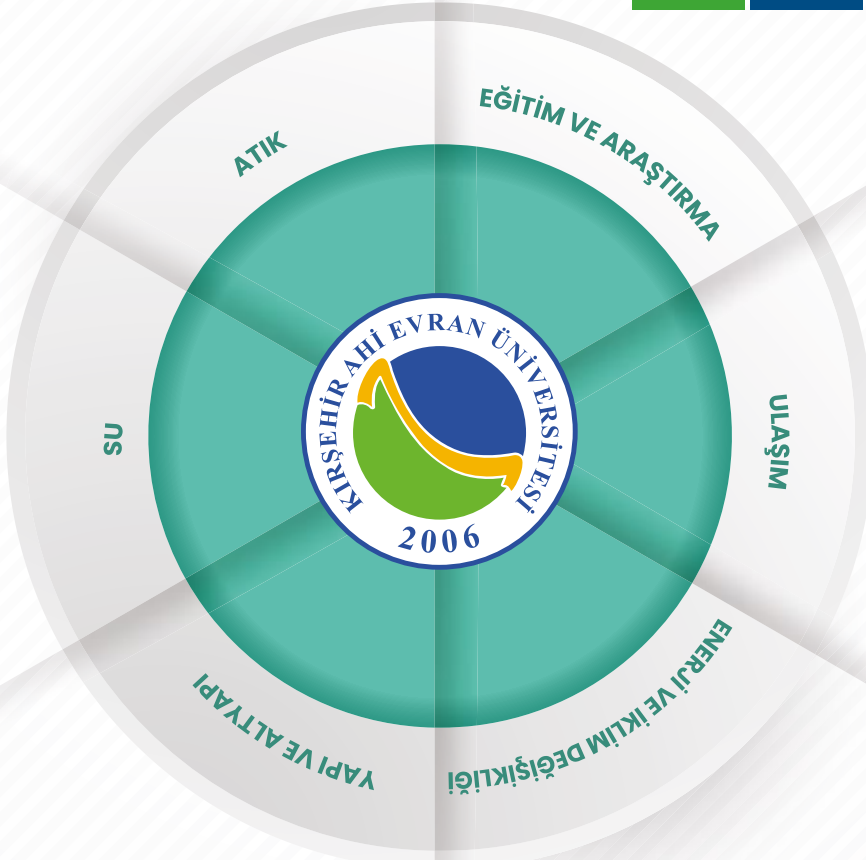 EĞİTİM VE ARAŞTIRMA
ULAŞIM
ENERJİ VE İKLİM DEĞİŞİKLİĞİ
YAPI VE ALTYAPI
SU
ATIK
KIRŞEHİR AHİ EVRAN ÜNİVERSİTESİ
2006